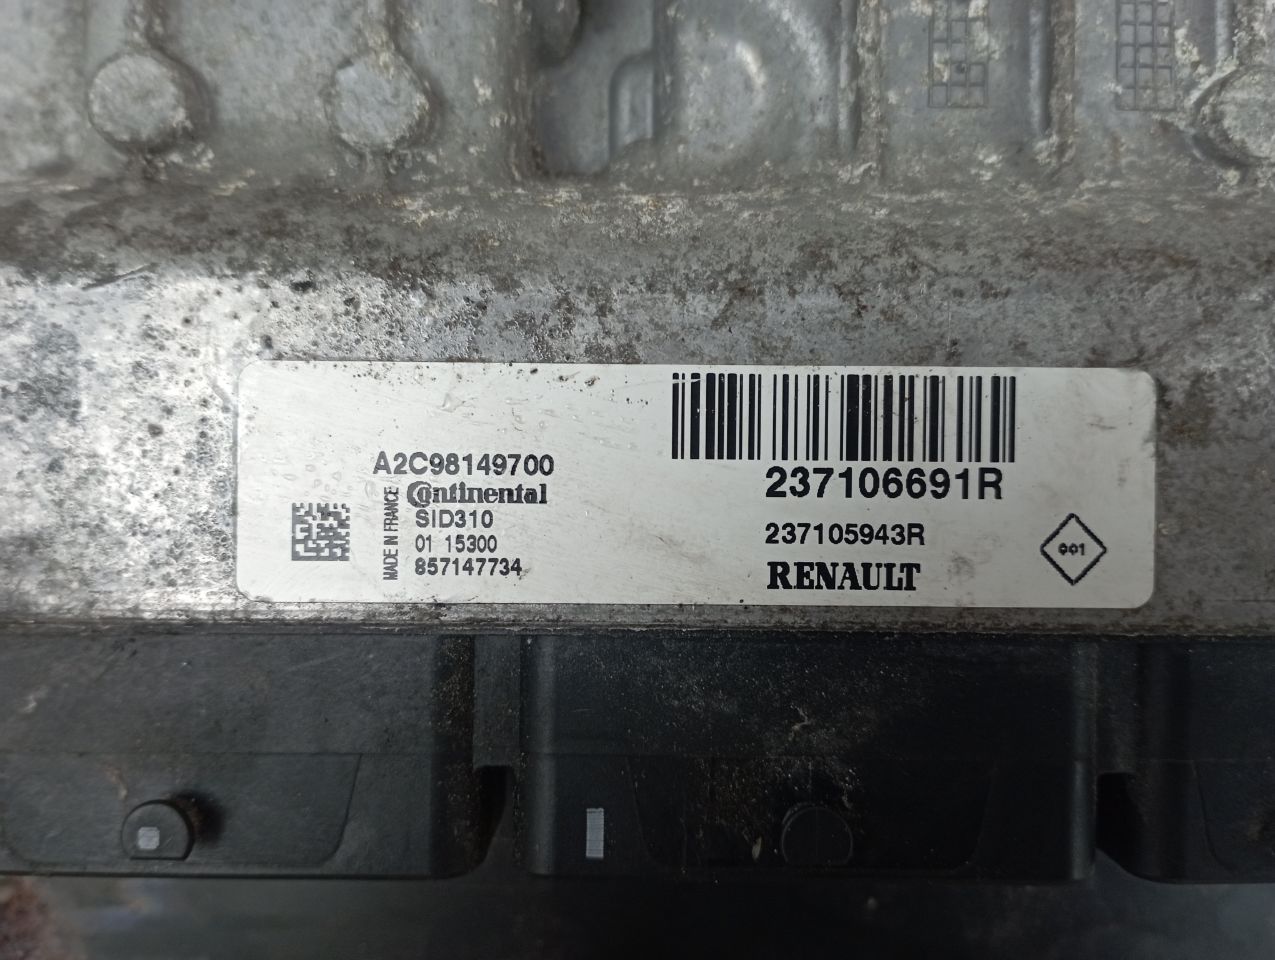 A2C98149700
MADE IN FRANCE
Continental
SID310
01 15300
857147734
237106691R
237105943R
RENAULT
001